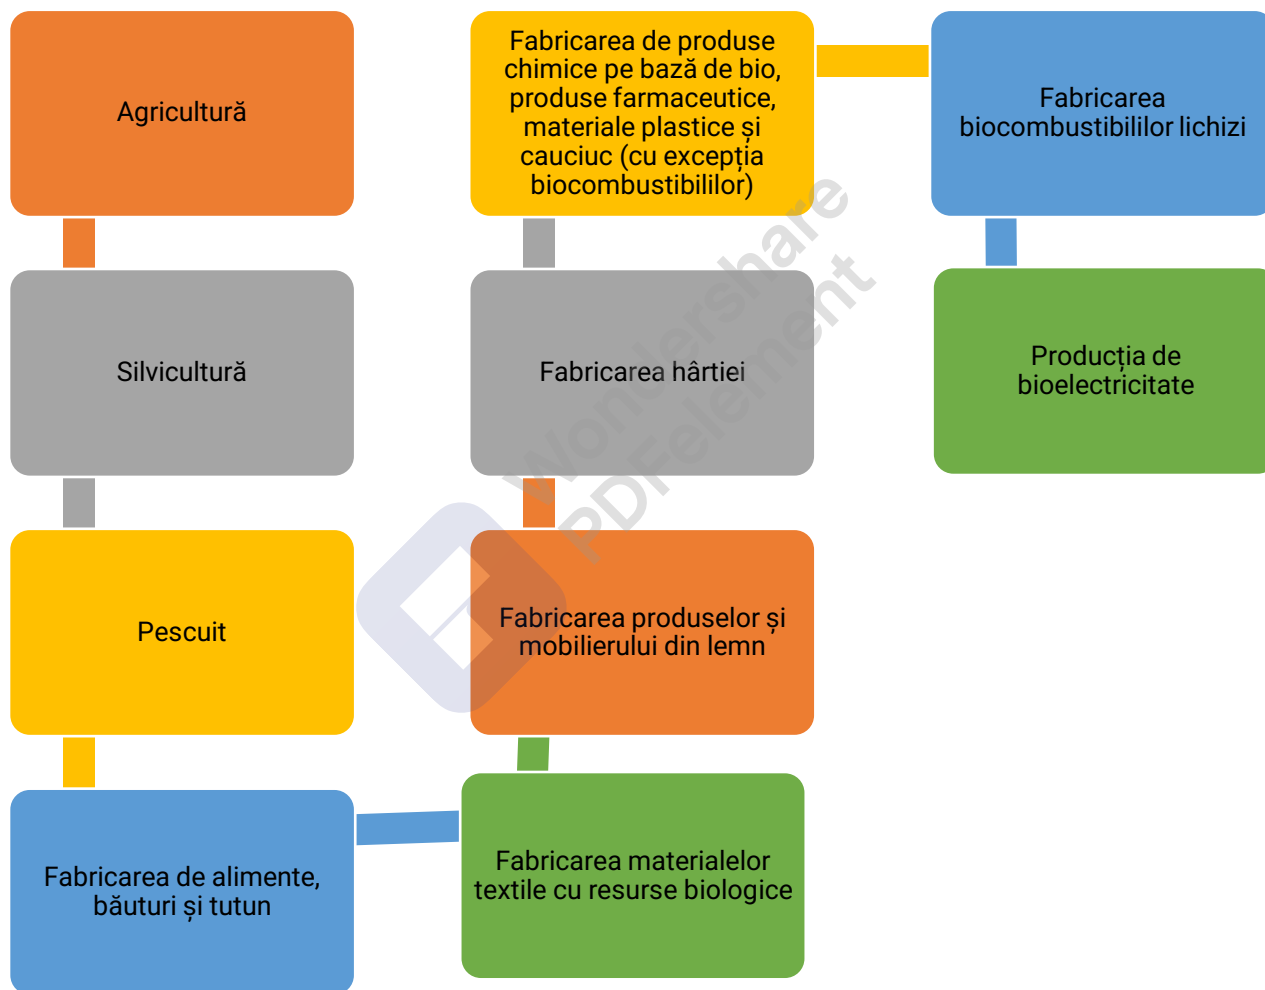 Agricultură
Silvicultură
Pescuit
Fabricarea de alimente,
băuturi și tutun
Fabricarea materialelor
textile cu resurse biologice
Fabricarea produselor și
mobilierului din lemn
Fabricarea hârtiei
Fabricarea de produse
chimice pe bază de bio,
produse farmaceutice,
materiale plastice și
cauciuc (cu excepția
biocombustibililor)
Fabricarea
biocombustibililor lichizi
Producția de
bioelectricitate
Wondershare
PDFelement